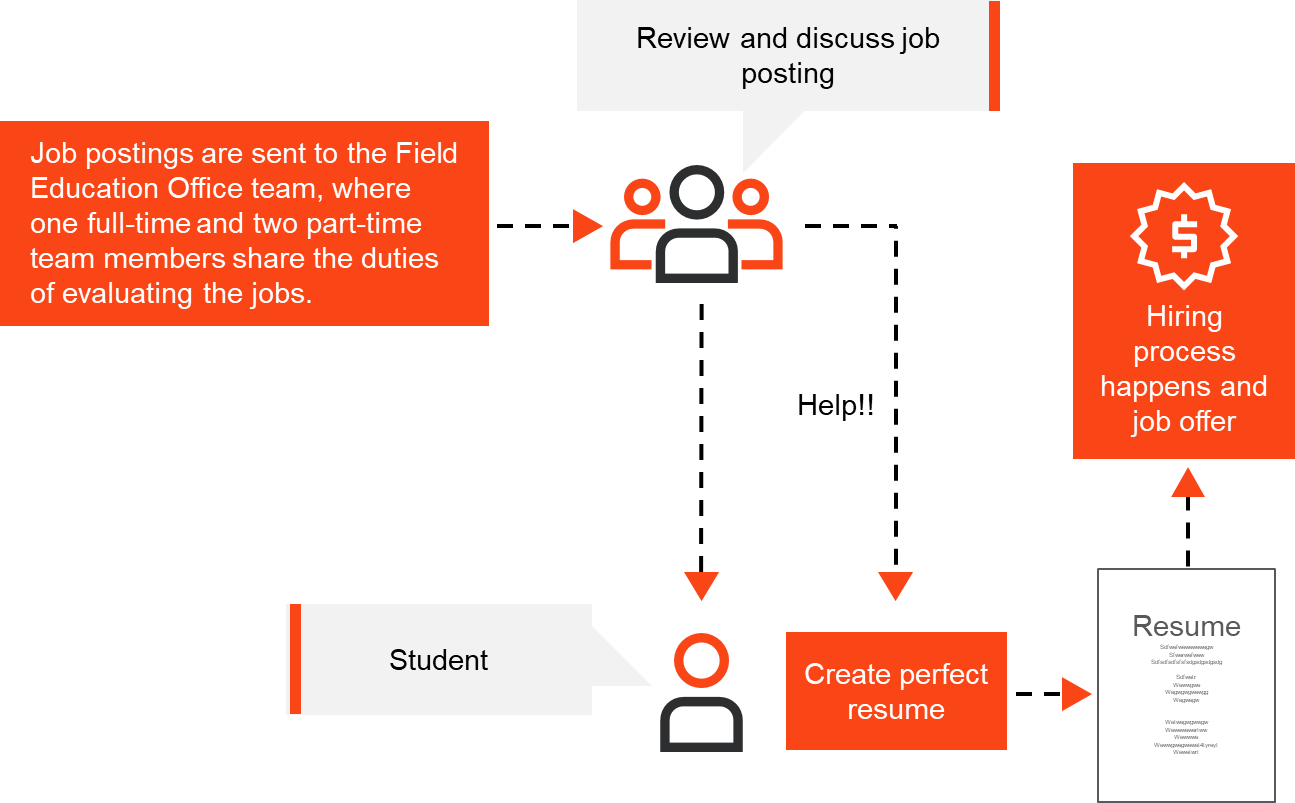 Review and discuss job
posting
Job postings are sent to the Field
Education Office team, where
one full-time and two part-time
team members share the duties
of evaluating the jobs.
$
Hiring
process
happens and
job offer
Help!!
Student
Create perfect
resume
Resume